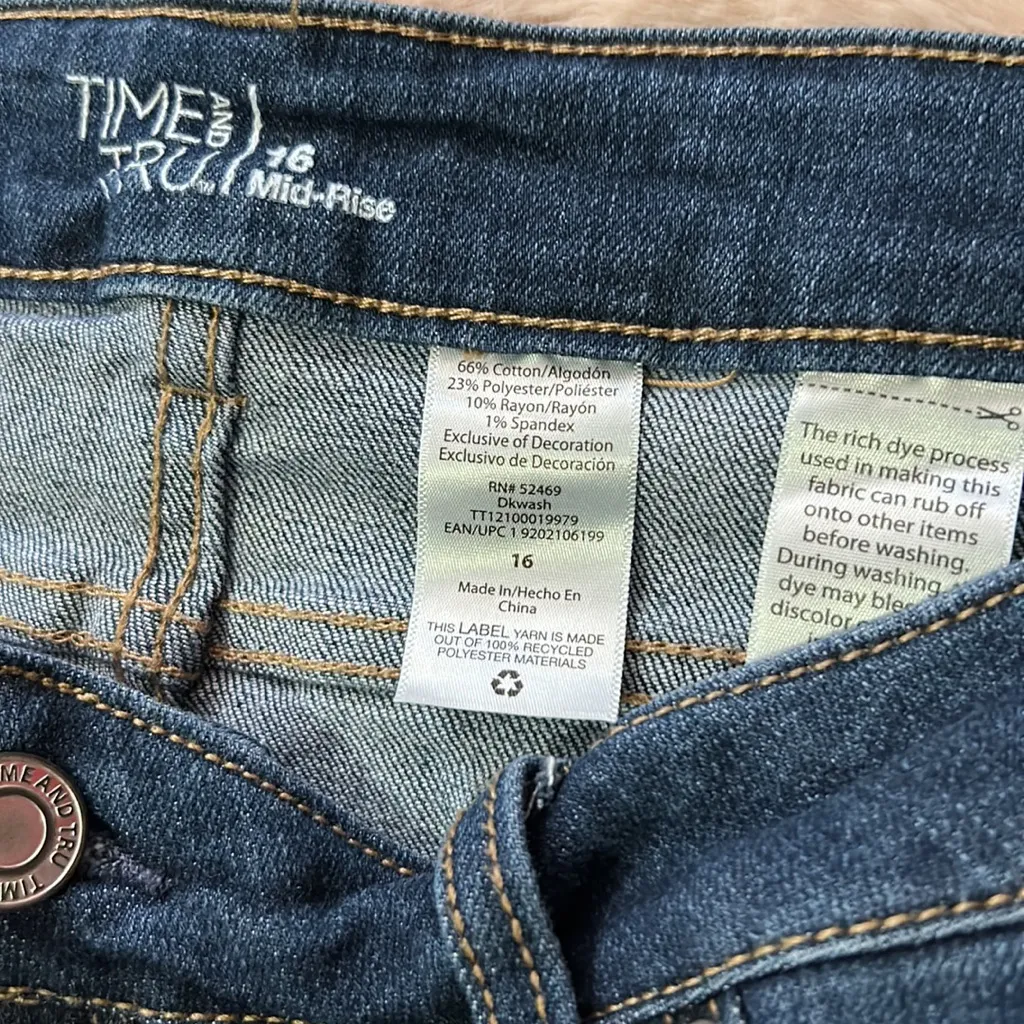 TIME AND
TRU
16
Mid-Rise
66% Cotton/Algodón
23% Polyester/Poliéster
10% Rayon/Rayón
1% Spandex
Exclusive of Decoration
Exclusivo de Decoración
RN# 52469
Dkwash
TT12100019979
EAN/UPC 1 9202106199
16
Made In/Hecho En
China
THIS LABEL YARN IS MADE
OUT OF 100% RECYCLED
POLYESTER MATERIALS
The rich dye process
used in making this
fabric can rub off
onto other items
before washing.
During washing,
dye may
discolor
ME AND TRU
TIM